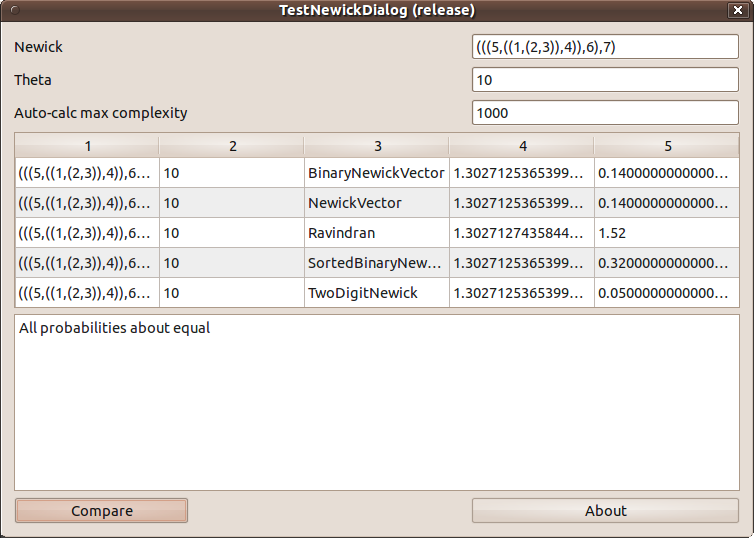 TestNewickDialog (release)
Newick (((5,((1,(2,3)),4)),6),7)
Theta 10
Auto-calc max complexity 1000
1 2 3 4 5
(((5,((1,(2,3)),4)),6... 10 BinaryNewickVector 1.3027125365399... 0.1400000000000...
(((5,((1,(2,3)),4)),6... 10 NewickVector 1.3027125365399... 0.1400000000000...
(((5,((1,(2,3)),4)),6... 10 Ravindran 1.3027127435844... 1.52
(((5,((1,(2,3)),4)),6... 10 SortedBinaryNew... 1.3027125365399... 0.3200000000000...
(((5,((1,(2,3)),4)),6... 10 TwoDigitNewick 1.3027125365399... 0.0500000000000...
All probabilities about equal
Compare About